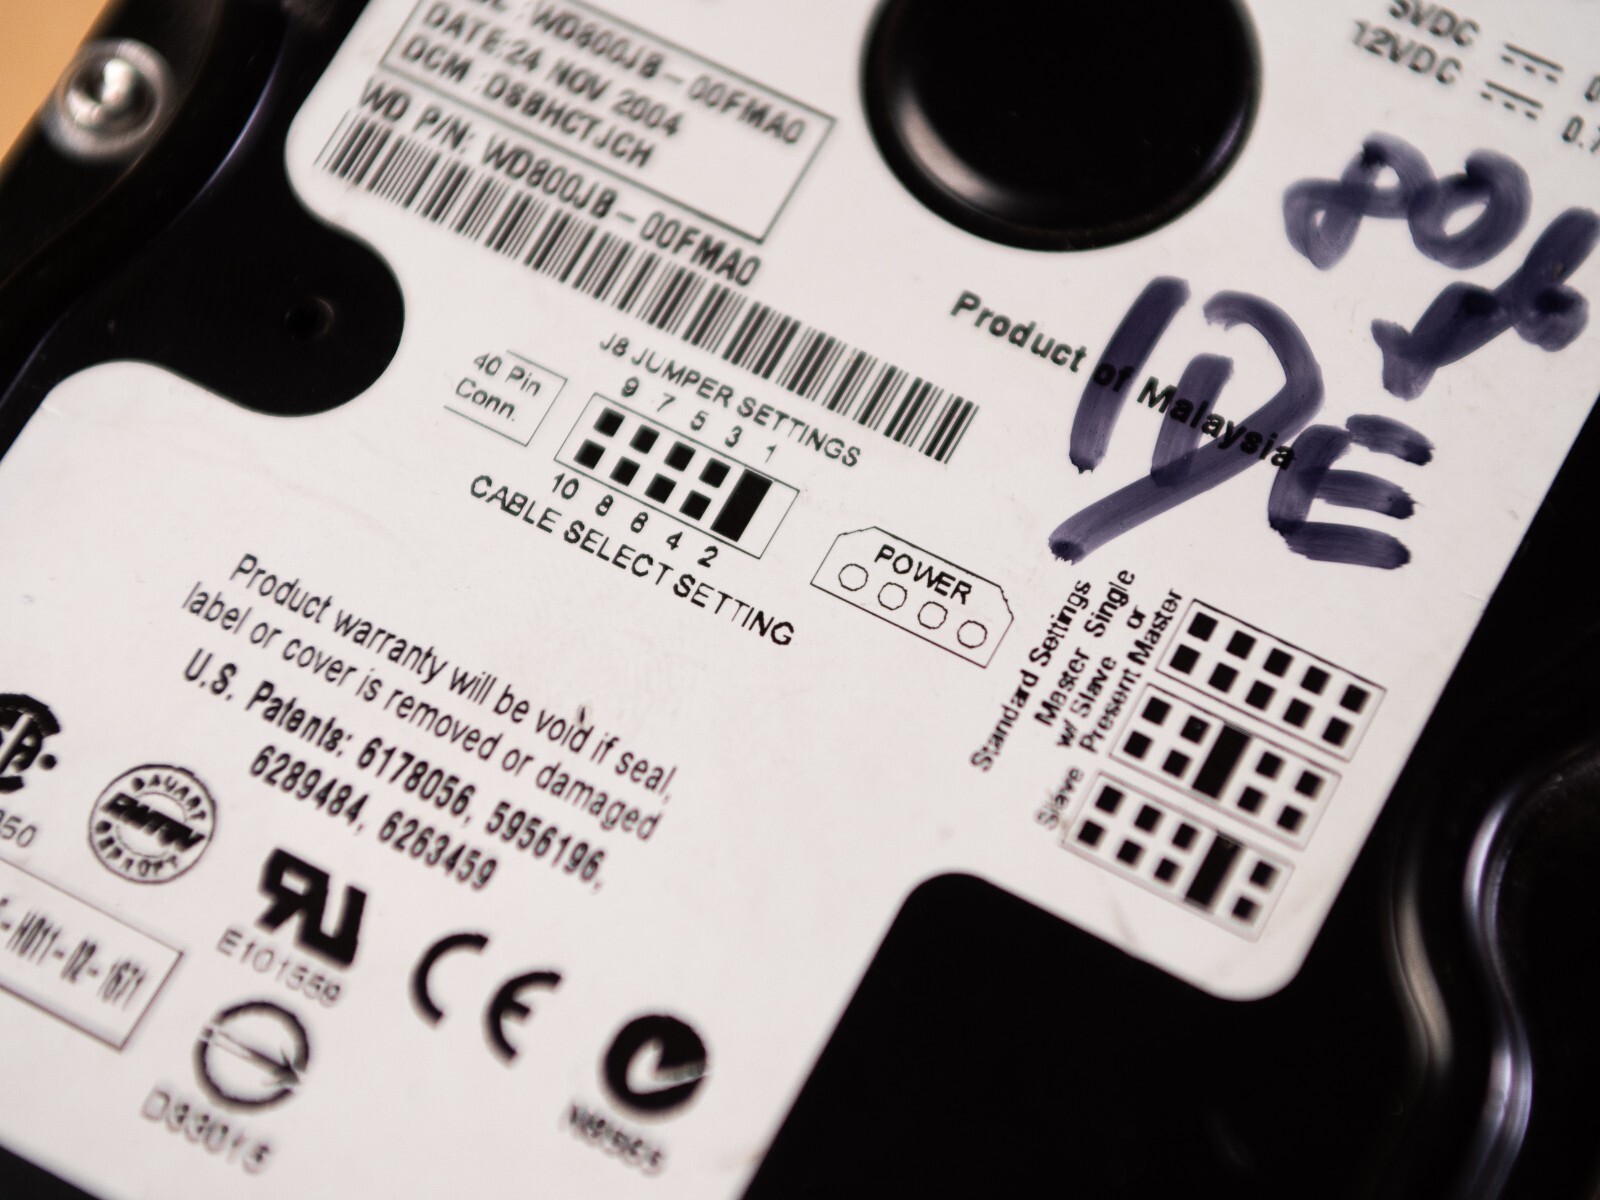 WD800JB-00FMA0
DATE:24 NOV 2004
DCM :DSBHCTJCH
WD P/N: WD800JB-00FMA0
5VDC
12VDC
Product of Malaysia
IDE
J8 JUMPER SETTINGS
40 Pin
Conn.
9 7 5 3 1
10 8 6 4 2
CABLE SELECT SETTING
POWER
Standard Settings
Master Single
w/ Slave or
Present Master
Slave
Product warranty will be void if seal,
label or cover is removed or damaged
U.S. Patents: 6178056, 5956196,
6289484, 6263459
E101559
CE
D33015